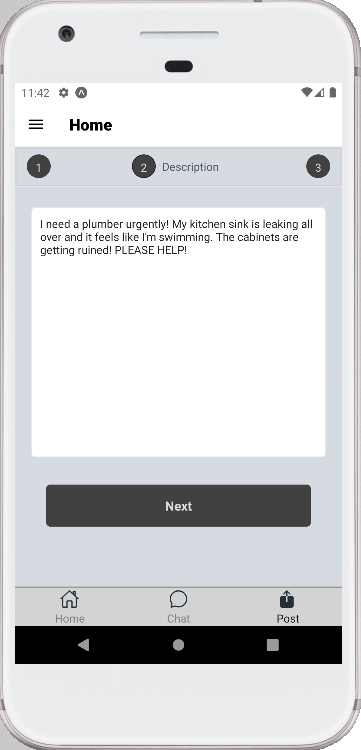 11:42
Home
1
2 Description
3
I need a plumber urgently! My kitchen sink is leaking all
over and it feels like I'm swimming. The cabinets are
getting ruined! PLEASE HELP!
Next
Home
Chat
Post